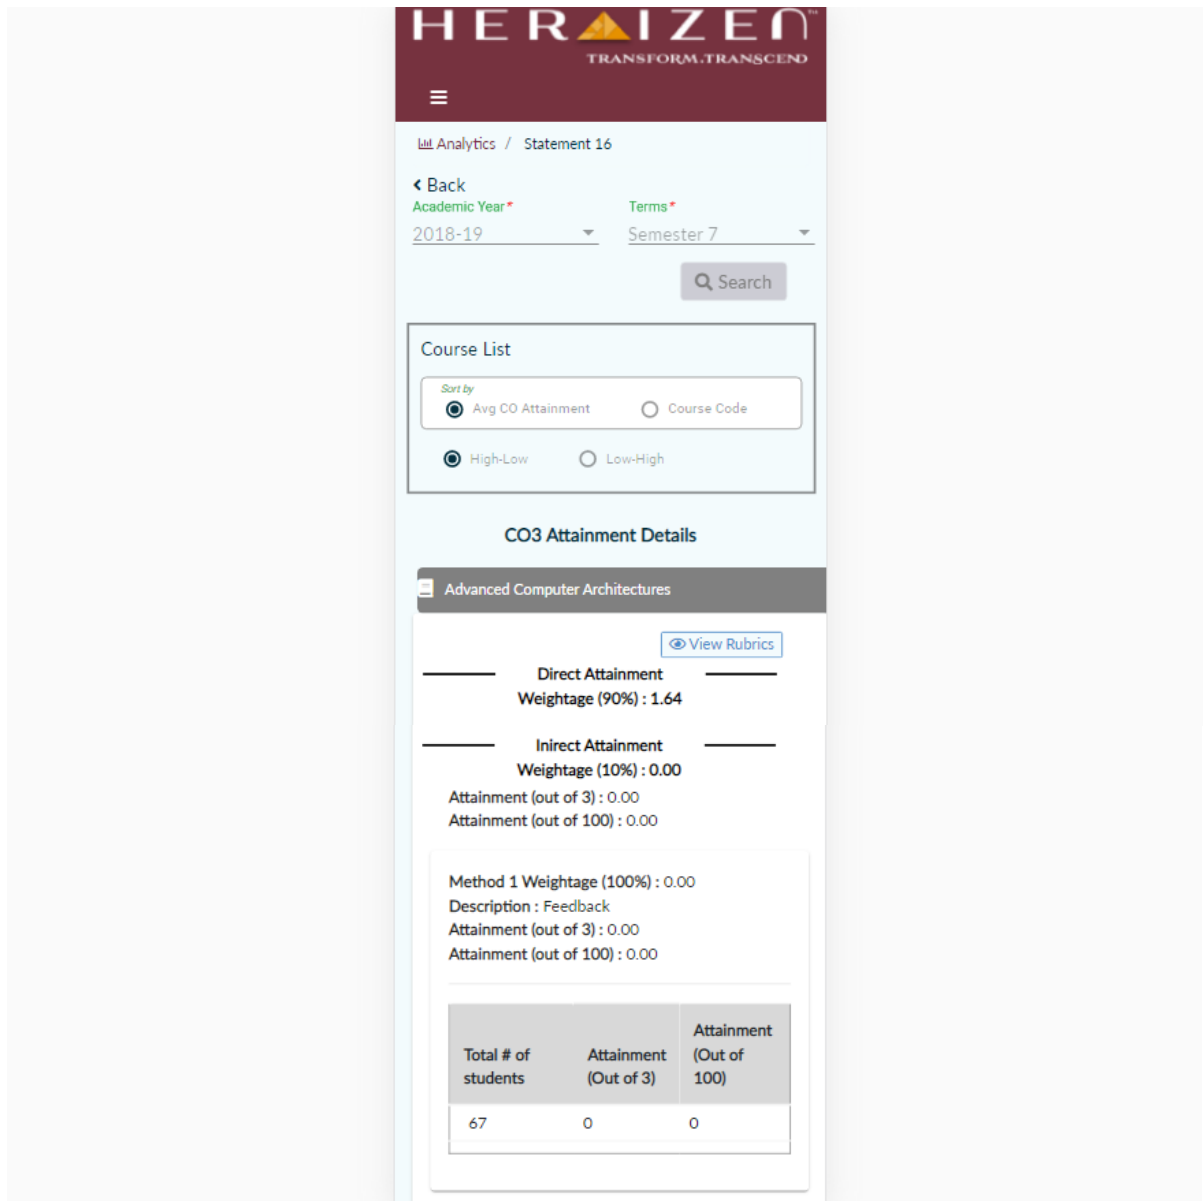 HERAIZEN™
TRANSFORM.TRANSCEND
Analytics / Statement 16
Back
Academic Year* Terms*
2018-19 Semester 7
Search
Course List
Sort by
Avg CO Attainment Course Code
High-Low Low-High
CO3 Attainment Details
Advanced Computer Architectures
View Rubrics
Direct Attainment
Weightage (90%) : 1.64
Inirect Attainment
Weightage (10%) : 0.00
Attainment (out of 3) : 0.00
Attainment (out of 100) : 0.00
Method 1 Weightage (100%) : 0.00
Description : Feedback
Attainment (out of 3) : 0.00
Attainment (out of 100) : 0.00
Total # of students Attainment (Out of 3) Attainment (Out of 100)
67 0 0